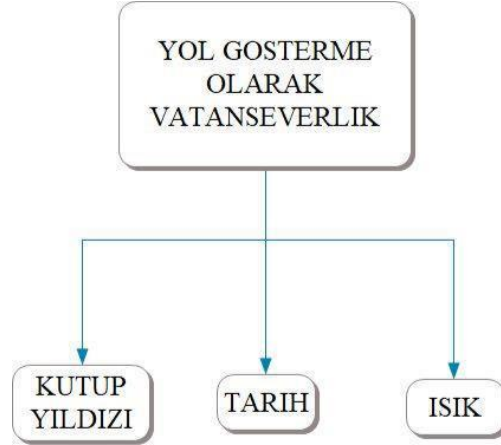 YOL GOSTERME
OLARAK
VATANSEVERLIK
KUTUP
YILDIZI
TARIH
ISIK